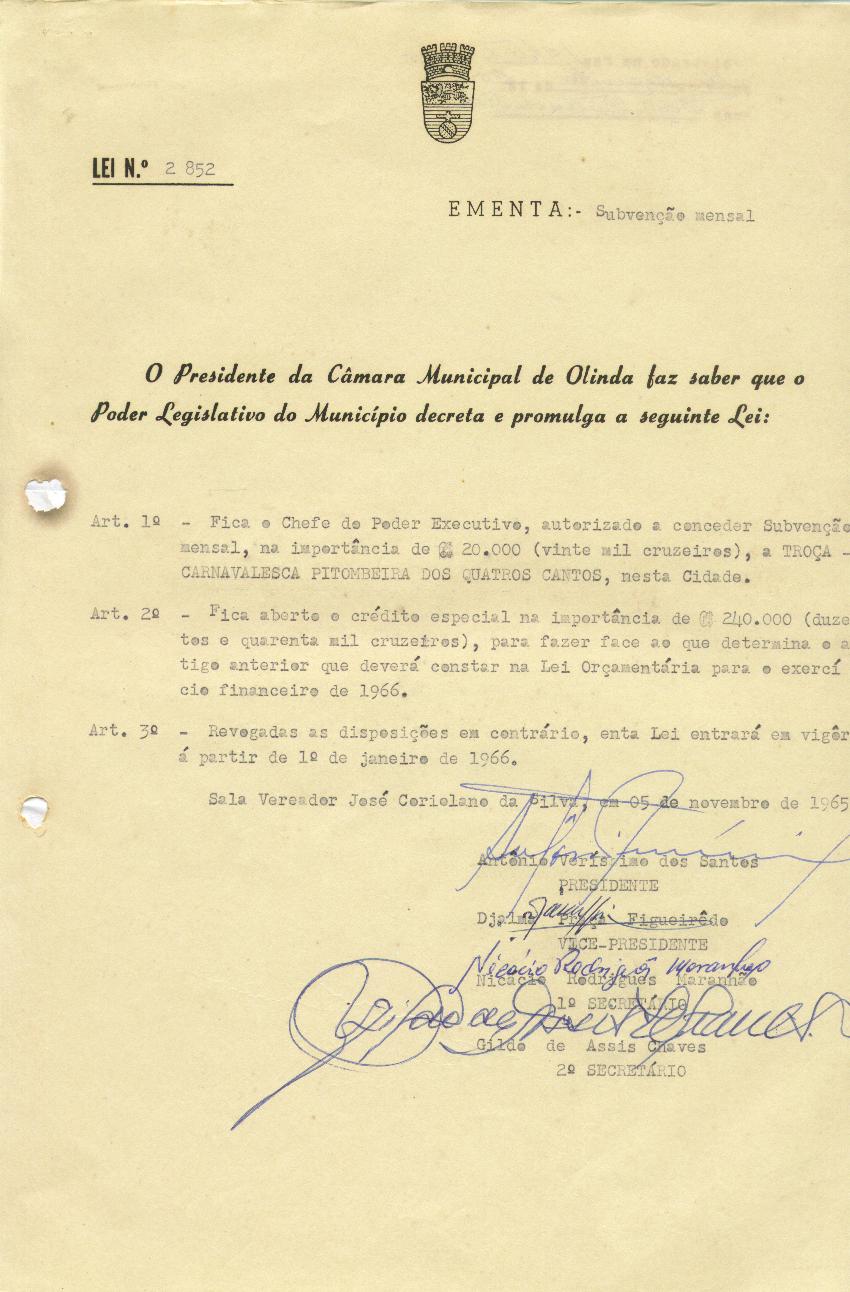 LEI N.º 2 852
EMENTA:- Subvenção mensal
O Presidente da Câmara Municipal de Olinda faz saber que o
Poder Legislativo do Município decreta e promulga a seguinte Lei:
Art. 1º - Fica o Chefe do Poder Executivo, autorizado a conceder Subvenção
mensal, na importância de ₢ 20.000 (vinte mil cruzeiros), a TROÇA -
CARNAVALESCA PITOMBEIRA DOS QUATROS CANTOS, nesta Cidade.
Art. 2º - Fica aberto o crédito especial na importância de ₢ 240.000 (duze
tos e quarenta mil cruzeiros), para fazer face ao que determina o a
tigo anterior que deverá constar na Lei Orçamentária para o exercí
cio financeiro de 1966.
Art. 3º - Revogadas as disposições em contrário, enta Lei entrará em vigôr
á partir de 1º de janeiro de 1966.
Sala Vereador José Coriolano da Silva, em 05 de novembro de 1965
Antônio Veríssimo dos Santos
PRESIDENTE
Djalma Figueirêdo
VICE-PRESIDENTE
Nicácio Rodrigues Maranhão
Nicácio Rodrigues Maranhão
1º SECRETÁRIO
Gildo de Assis Chaves
2º SECRETÁRIO